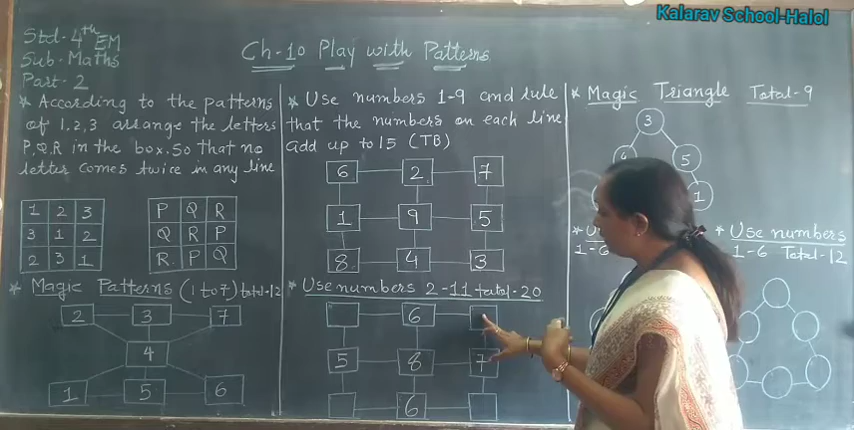 Kalarav School-Halol
Std-4th EM
Sub-Maths
Part-2
Ch-10 Play with Patterns
* According to the patterns
of 1,2,3 arrange the letters
P,Q,R in the box. So that no
letter comes twice in any line
1 2 3
3 1 2
2 3 1
P Q R
Q R P
R P Q
* Magic Patterns (1 to 7) total-12
2 3 7
4
1 5 6
* Use numbers 1-9 and rule
that the numbers on each line
add up to 15 (TB)
6 2 7
1 9 5
8 4 3
* Use numbers 2-11 total-20
6
5 8 7
6
* Magic Triangle Total-9
3
4 5
1
1-6
* Use numbers
1-6 Total-12